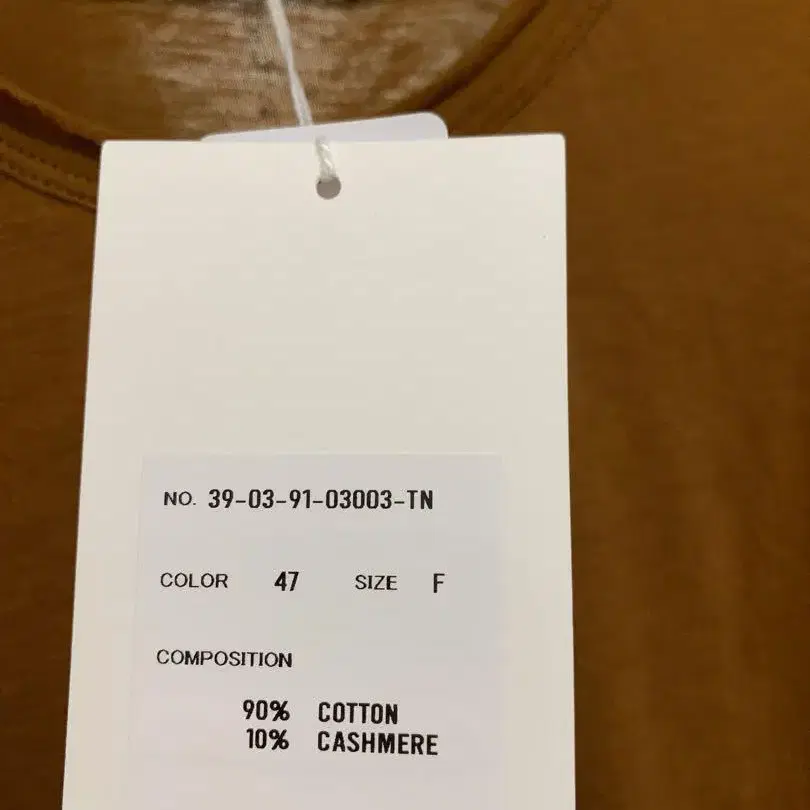 NO. 39-03-91-03003-TN
COLOR 47 SIZE F
COMPOSITION
90% COTTON
10% CASHMERE